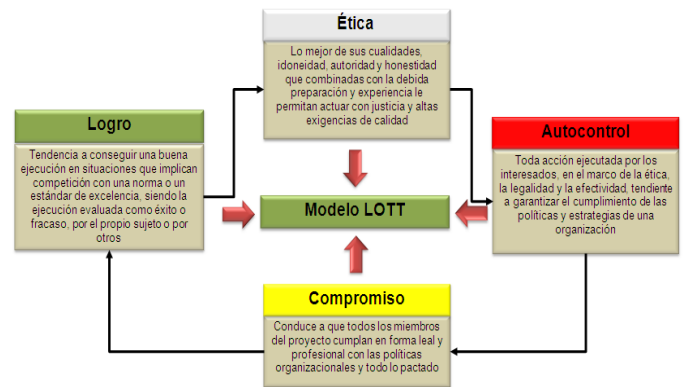 Ética
Lo mejor de sus cualidades,
idoneidad, autoridad y honestidad
que combinadas con la debida
preparación y experiencia le
permitan actuar con justicia y altas
exigencias de calidad
Logro
Tendencia a conseguir una buena
ejecución en situaciones que implican
competición con una norma o un
estándar de excelencia, siendo la
ejecución evaluada como éxito o
fracaso, por el propio sujeto o por
otros
Modelo LOTT
Autocontrol
Toda acción ejecutada por los
interesados, en el marco de la ética,
la legalidad y la efectividad, tendiente
a garantizar el cumplimiento de las
políticas y estrategias de una
organización
Compromiso
Conduce a que todos los miembros
del proyecto cumplan en forma leal y
profesional con las políticas
organizacionales y todo lo pactado